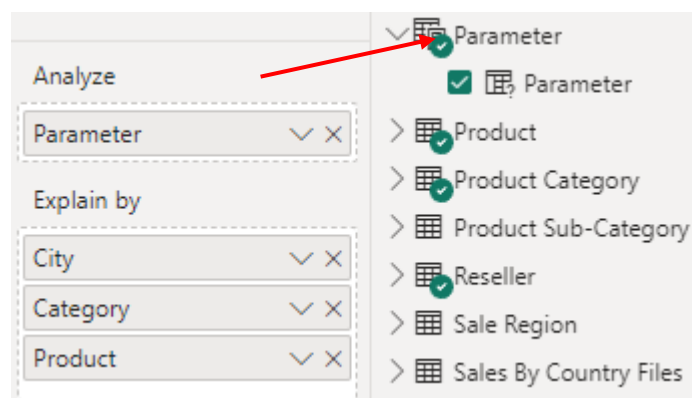 Analyze
Parameter
Explain by
City
Category
Product
Parameter
Parameter
Product
Product Category
Product Sub-Category
Reseller
Sale Region
Sales By Country Files